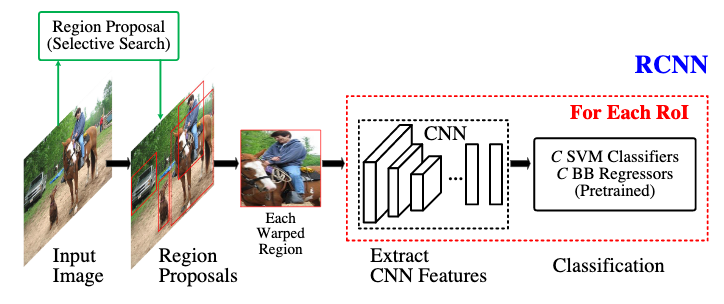 Region Proposal
(Selective Search)
RCNN
For Each RoI
CNN
...
C SVM Classifiers
C BB Regressors
(Pretrained)
Each
Warped
Region
Input
Image
Region
Proposals
Extract
CNN Features
Classification